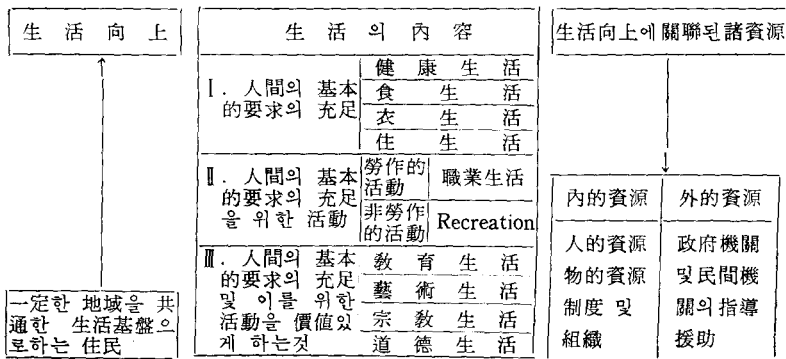 生活向上
一定한 地域을 共
通한 生活基盤으
로하는 住民
生活의 內容
Ⅰ. 人間의 基本
的要求의 充足
健康生活
食生活
衣生活
住生活
Ⅱ. 人間의 基本
的要求의 充足
을 위한 活動
勞作的
活動
職業生活
非勞作
的活動
Recreation
Ⅲ. 人間의 基本
的要求의 充足
및 이를 위한
活動을 價値있
게 하는것
敎育生活
藝術生活
宗敎生活
道德生活
生活向上에 關聯된 諸資源
內的資源
人的資源
物的資源
制度 및
組織
外的資源
政府機關
및民間機
關의指導
援助